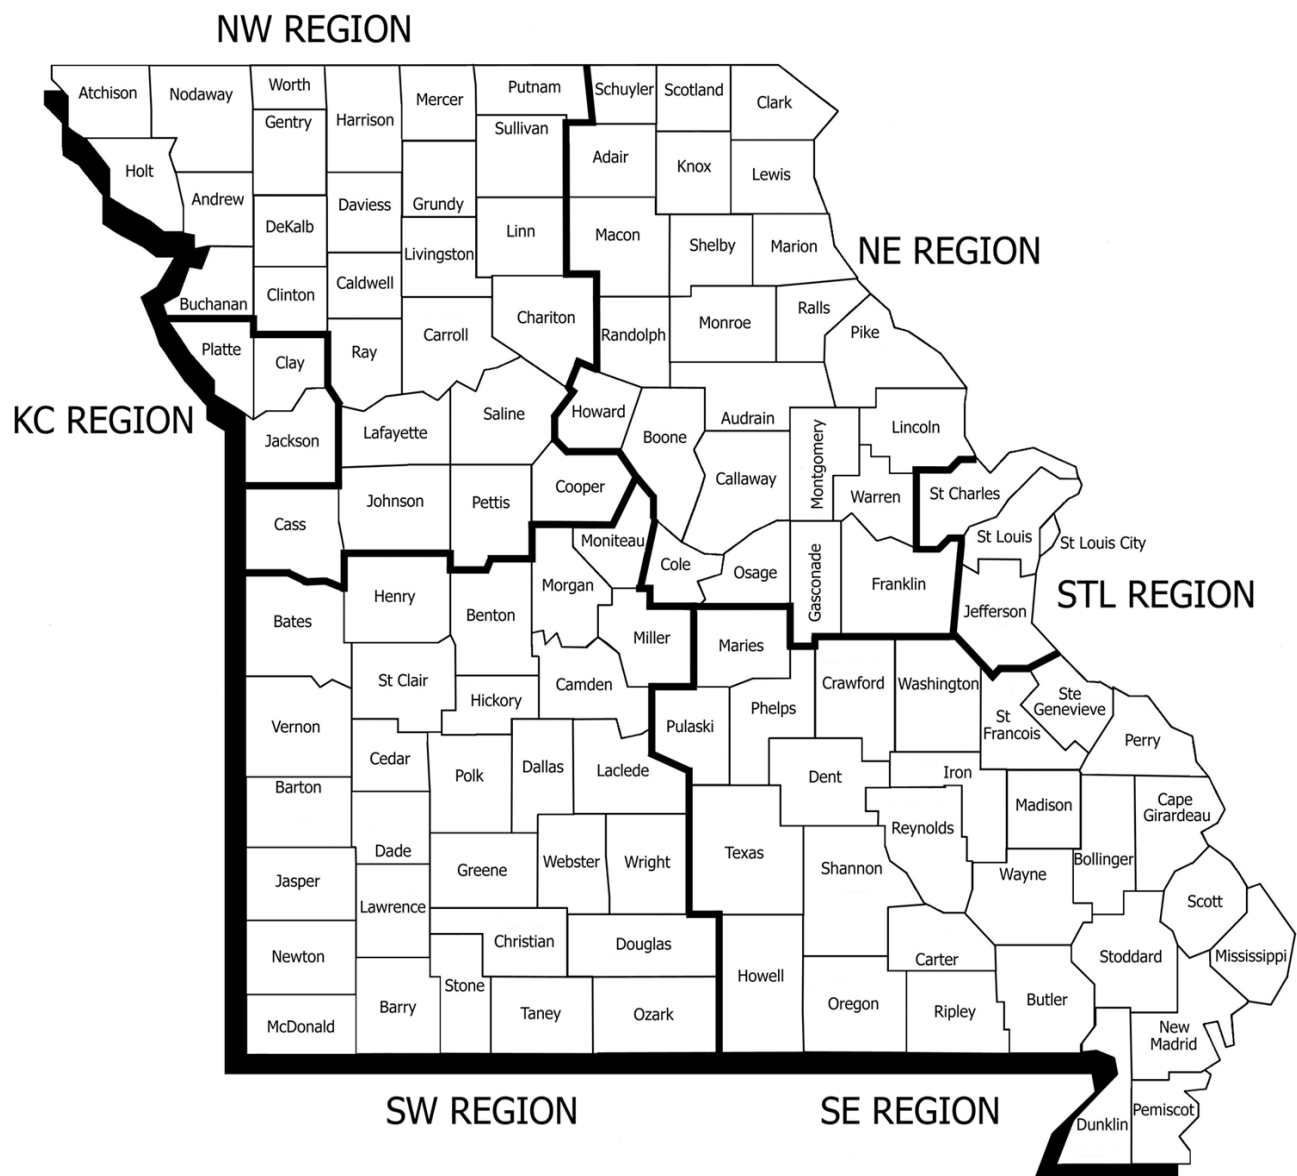 NW REGION
Atchison
Nodaway
Worth
Gentry
Harrison
Mercer
Putnam
Sullivan
Schuyler
Scotland
Clark
Holt
Andrew
DeKalb
Daviess
Grundy
Linn
Adair
Knox
Lewis
Macon
Shelby
Marion
NE REGION
Livingston
Caldwell
Clinton
Buchanan
Chariton
Carroll
Ray
Randolph
Monroe
Ralls
Pike
Platte
Clay
KC REGION
Jackson
Lafayette
Saline
Howard
Boone
Audrain
Callaway
Montgomery
Lincoln
Warren
St Charles
St Louis
St Louis City
STL REGION
Jefferson
Cass
Johnson
Pettis
Cooper
Moniteau
Cole
Osage
Gasconade
Franklin
Bates
Henry
Benton
Morgan
Miller
Maries
St Clair
Hickory
Camden
Pulaski
Phelps
Crawford
Washington
St
Francois
Ste
Genevieve
Perry
Vernon
Cedar
Polk
Dallas
Laclede
Dent
Iron
Madison
Cape
Girardeau
Barton
Dade
Greene
Webster
Wright
Texas
Shannon
Reynolds
Wayne
Bollinger
Scott
Jasper
Lawrence
Christian
Douglas
Howell
Carter
Stoddard
Mississippi
Newton
Stone
Barry
Taney
Ozark
Oregon
Ripley
Butler
New
Madrid
McDonald
Dunklin
Pemiscot
SW REGION
SE REGION